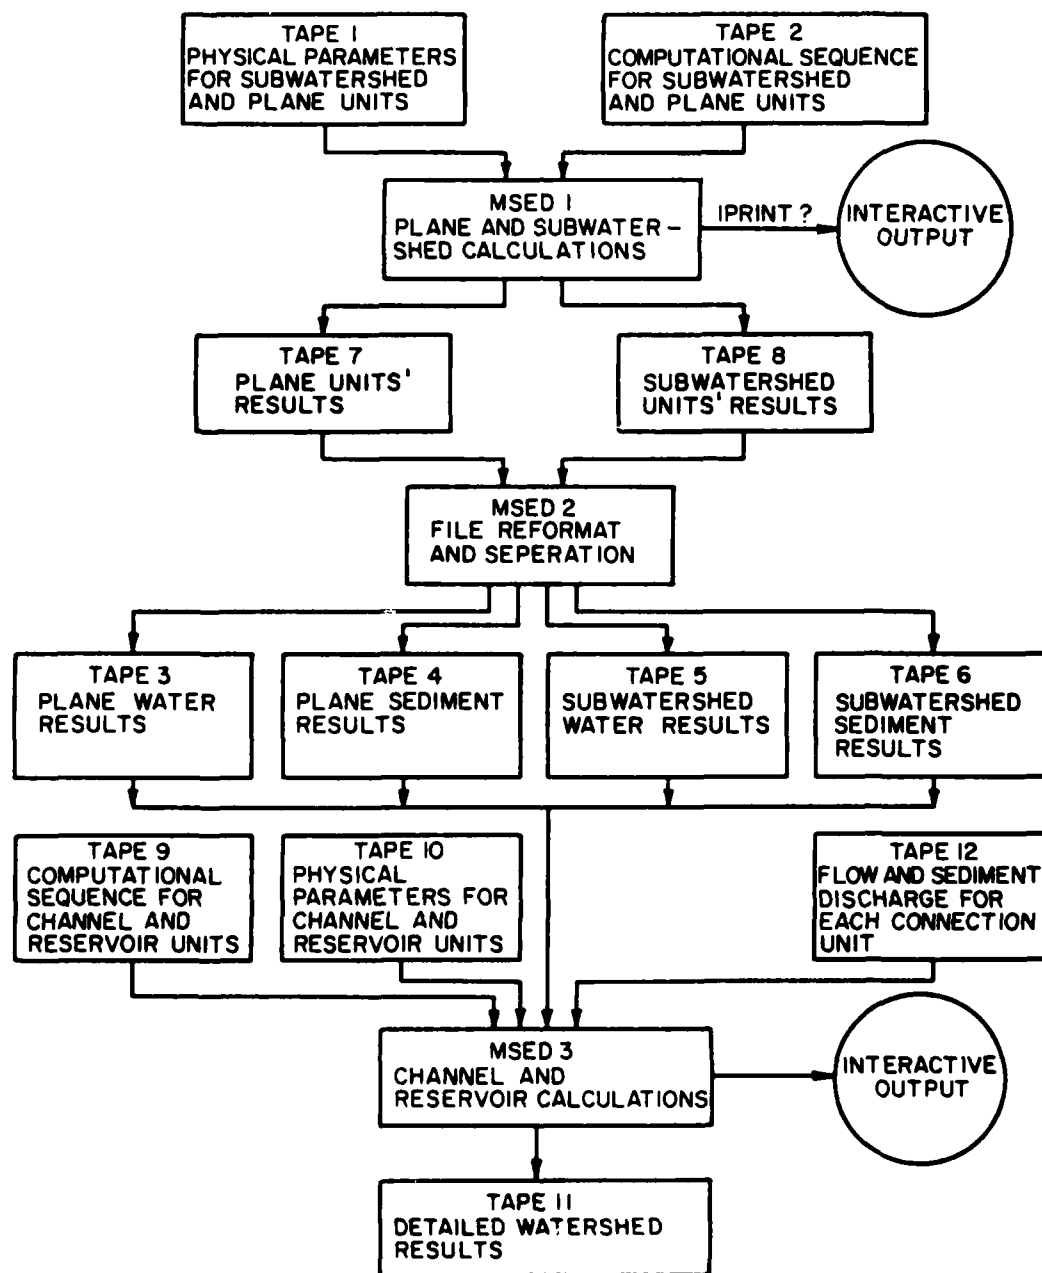 TAPE 1
PHYSICAL PARAMETERS
FOR SUBWATERSHED
AND PLANE UNITS
TAPE 2
COMPUTATIONAL SEQUENCE
FOR SUBWATERSHED
AND PLANE UNITS
MSED 1
PLANE AND SUBWATER-
SHED CALCULATIONS
IPRINT ?
INTERACTIVE
OUTPUT
TAPE 7
PLANE UNITS'
RESULTS
TAPE 8
SUBWATERSHED
UNITS' RESULTS
MSED 2
FILE REFORMAT
AND SEPERATION
TAPE 3
PLANE WATER
RESULTS
TAPE 4
PLANE SEDIMENT
RESULTS
TAPE 5
SUBWATERSHED
WATER RESULTS
TAPE 6
SUBWATERSHED
SEDIMENT
RESULTS
TAPE 9
COMPUTATIONAL
SEQUENCE FOR
CHANNEL AND
RESERVOIR UNITS
TAPE 10
PHYSICAL
PARAMETERS FOR
CHANNEL AND
RESERVOIR UNITS
TAPE 12
FLOW AND SEDIMENT
DISCHARGE FOR
EACH CONNECTION
UNIT
MSED 3
CHANNEL AND
RESERVOIR CALCULATIONS
INTERACTIVE
OUTPUT
TAPE 11
DETAILED WATERSHED
RESULTS